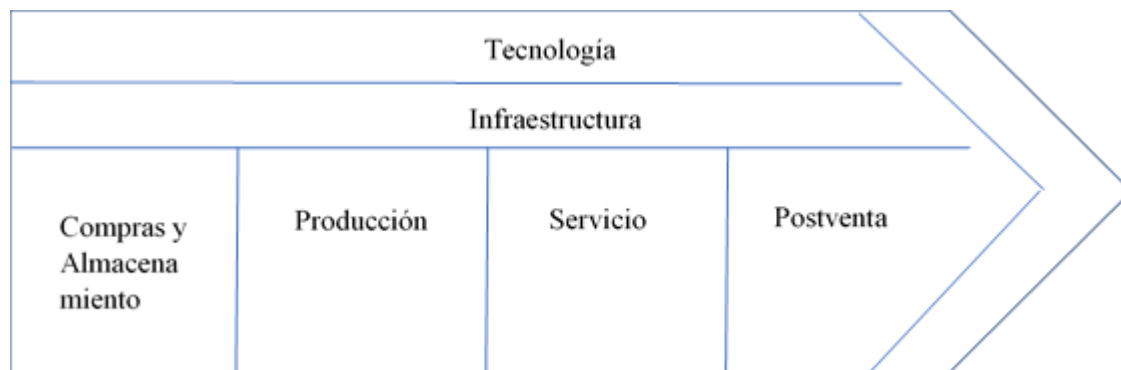 Tecnología
Infraestructura
Compras y
Almacena
miento
Producción
Servicio
Postventa